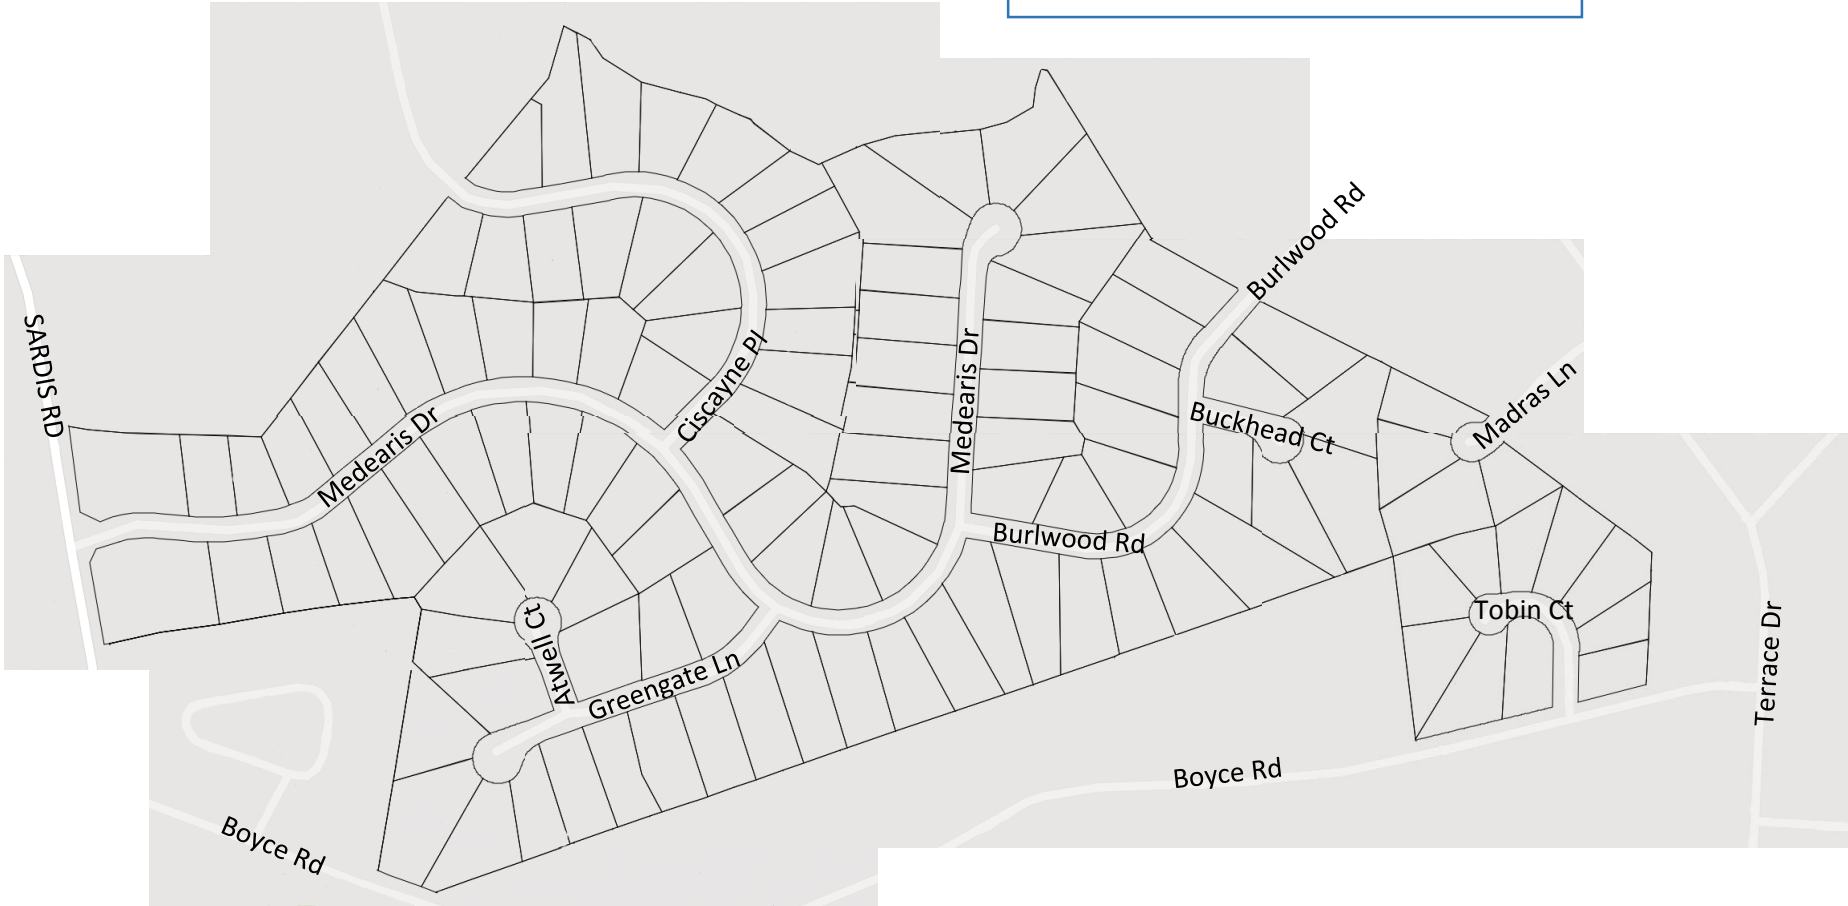 Burlwood Rd
SARDIS RD
Ciscayne Pl
Medearis Dr
Medearis Dr
Madras Ln
Buckhead Ct
Burlwood Rd
Atwell Ct
Tobin Ct
Greengate Ln
Terrace Dr
Boyce Rd
Boyce Rd